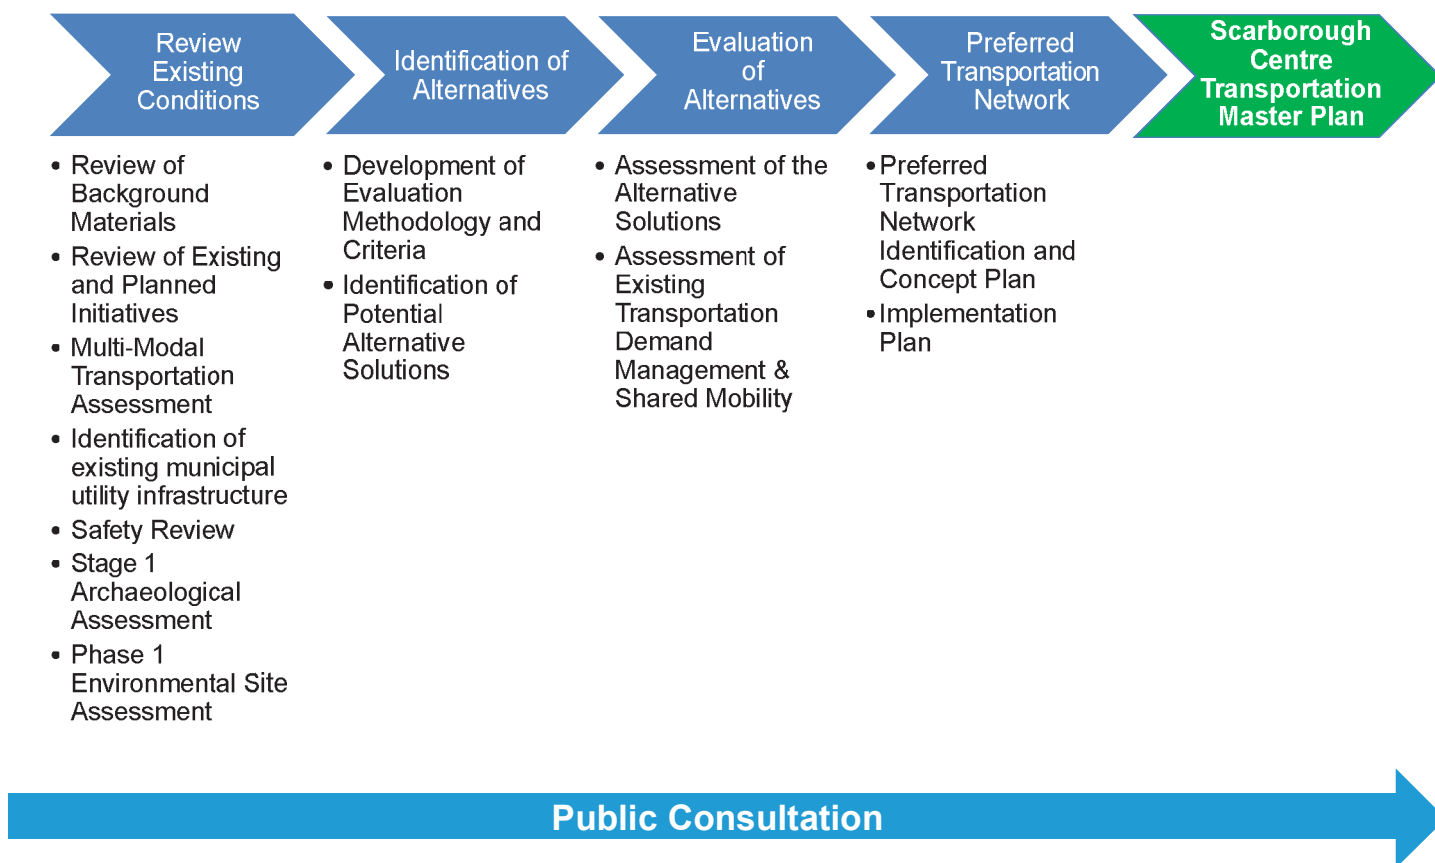 Review
Existing
Conditions
Identification of
Alternatives
Evaluation
of
Alternatives
Preferred
Transportation
Network
Scarborough
Centre
Transportation
Master Plan
• Review of
Background
Materials
• Review of Existing
and Planned
Initiatives
• Multi-Modal
Transportation
Assessment
• Identification of
existing municipal
utility infrastructure
• Safety Review
• Stage 1
Archaeological
Assessment
• Phase 1
Environmental Site
Assessment
• Development of
Evaluation
Methodology and
Criteria
• Identification of
Potential
Alternative
Solutions
• Assessment of the
Alternative
Solutions
• Assessment of
Existing
Transportation
Demand
Management &
Shared Mobility
• Preferred
Transportation
Network
Identification and
Concept Plan
• Implementation
Plan
Public Consultation